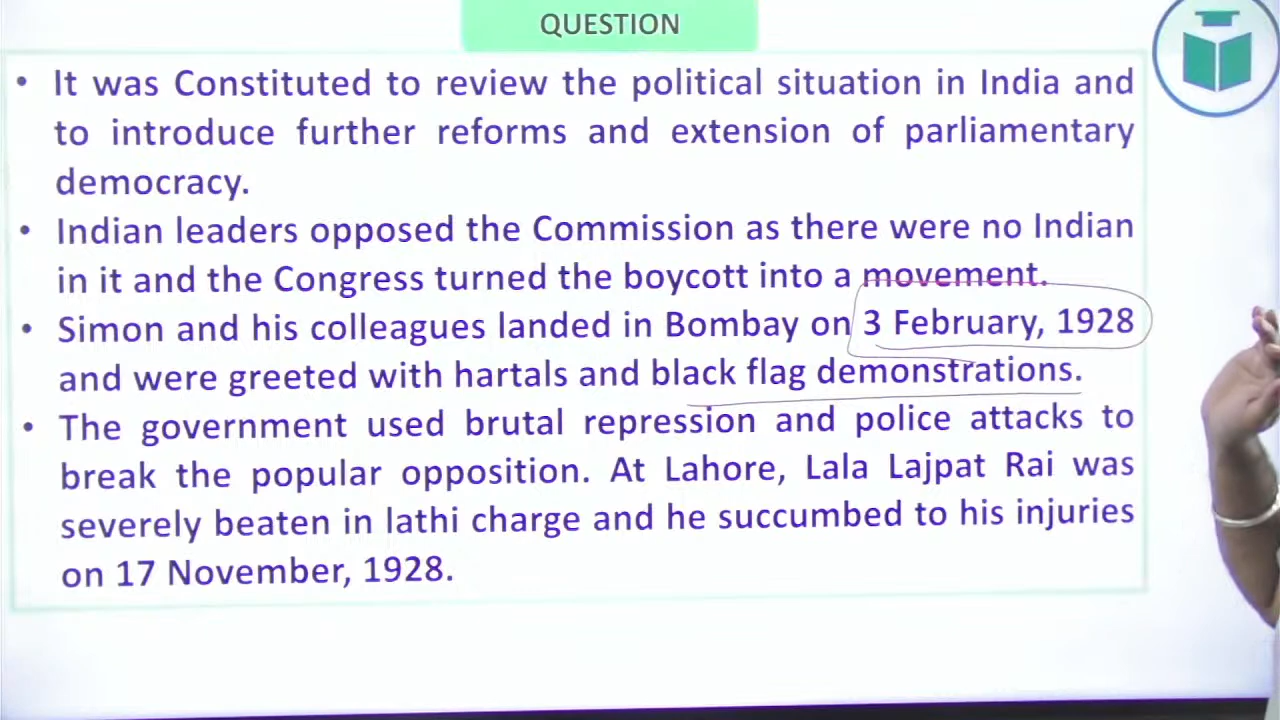 QUESTION
• It was Constituted to review the political situation in India and
to introduce further reforms and extension of parliamentary
democracy.
• Indian leaders opposed the Commission as there were no Indian
in it and the Congress turned the boycott into a movement.
• Simon and his colleagues landed in Bombay on 3 February, 1928
and were greeted with hartals and black flag demonstrations.
• The government used brutal repression and police attacks to
break the popular opposition. At Lahore, Lala Lajpat Rai was
severely beaten in lathi charge and he succumbed to his injuries
on 17 November, 1928.